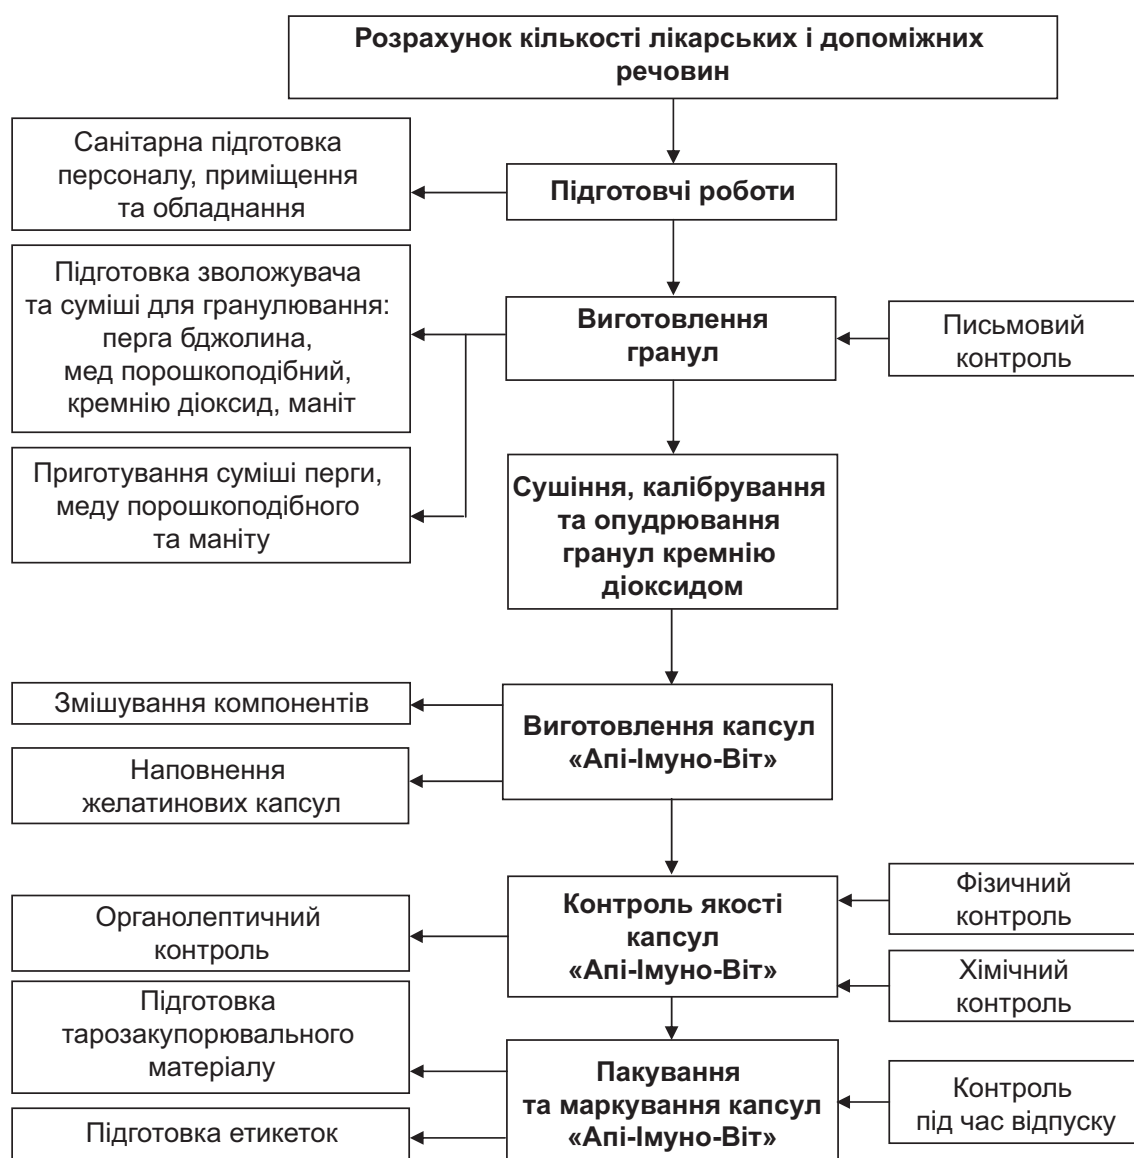 Розрахунок кількості лікарських і допоміжних
речовин
Санітарна підготовка
персоналу, приміщення
та обладнання
Підготовчі роботи
Підготовка зволожувача
та суміші для гранулювання:
перга бджолина,
мед порошкоподібний,
кремнію діоксид, маніт
Виготовлення
гранул
Письмовий
контроль
Приготування суміші перги,
меду порошкоподібного
та маніту
Сушіння, калібрування
та опудрювання
гранул кремнію
діоксидом
Змішування компонентів
Виготовлення капсул
«Апі-Імуно-Віт»
Наповнення
желатинових капсул
Органолептичний
контроль
Контроль якості
капсул
«Апі-Імуно-Віт»
Фізичний
контроль
Хімічний
контроль
Підготовка
тарозакупорювального
матеріалу
Пакування
та маркування капсул
«Апі-Імуно-Віт»
Контроль
під час відпуску
Підготовка етикеток